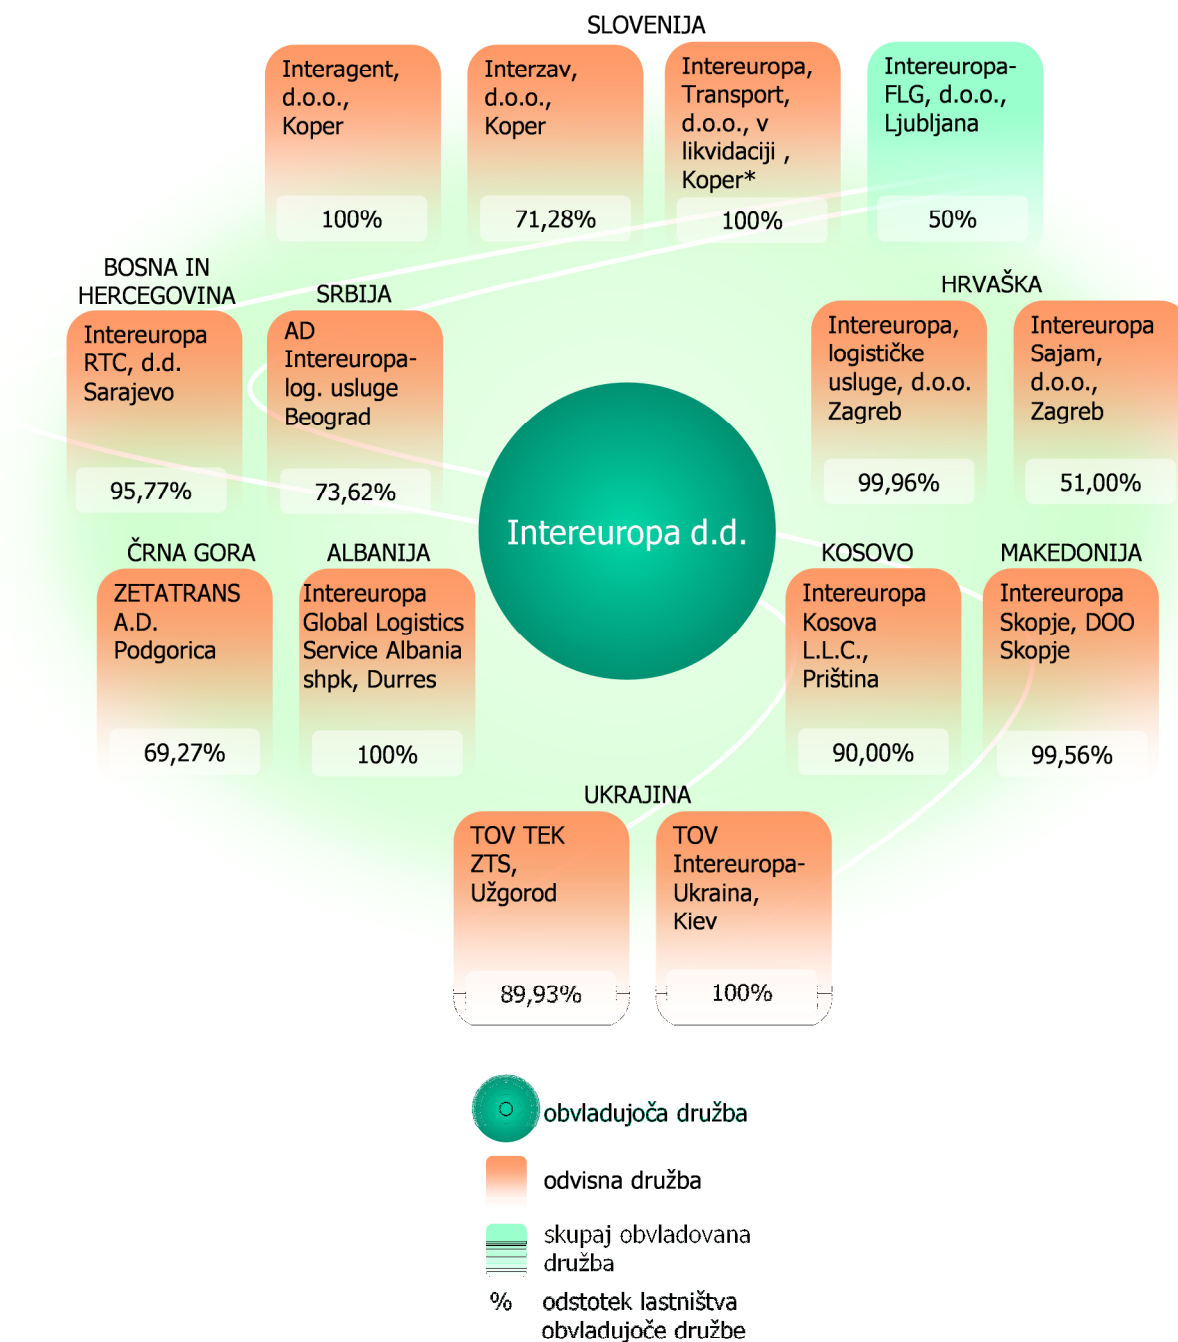 SLOVENIJA
Interagent,
d.o.o.,
Koper
100%
Interzav,
d.o.o.,
Koper
71,28%
Intereuropa,
Transport,
d.o.o., v
likvidaciji ,
Koper*
100%
Intereuropa-
FLG, d.o.o.,
Ljubljana
50%
BOSNA IN
HERCEGOVINA
Intereuropa
RTC, d.d.
Sarajevo
95,77%
SRBIJA
AD
Intereuropa-
log. usluge
Beograd
73,62%
HRVAŠKA
Intereuropa,
logističke
usluge, d.o.o.
Zagreb
99,96%
Intereuropa
Sajam,
d.o.o.,
Zagreb
51,00%
Intereuropa d.d.
ČRNA GORA
ZETATRANS
A.D.
Podgorica
69,27%
ALBANIJA
Intereuropa
Global Logistics
Service Albania
shpk, Durres
100%
KOSOVO
Intereuropa
Kosova
L.L.C.,
Priština
90,00%
MAKEDONIJA
Intereuropa
Skopje, DOO
Skopje
99,56%
UKRAJINA
TOV TEK
ZTS,
Užgorod
89,93%
TOV
Intereuropa-
Ukraina,
Kiev
100%
obvladujoča družba
odvisna družba
skupaj obvladovana
družba
% odstotek lastništva
obvladujoče družbe